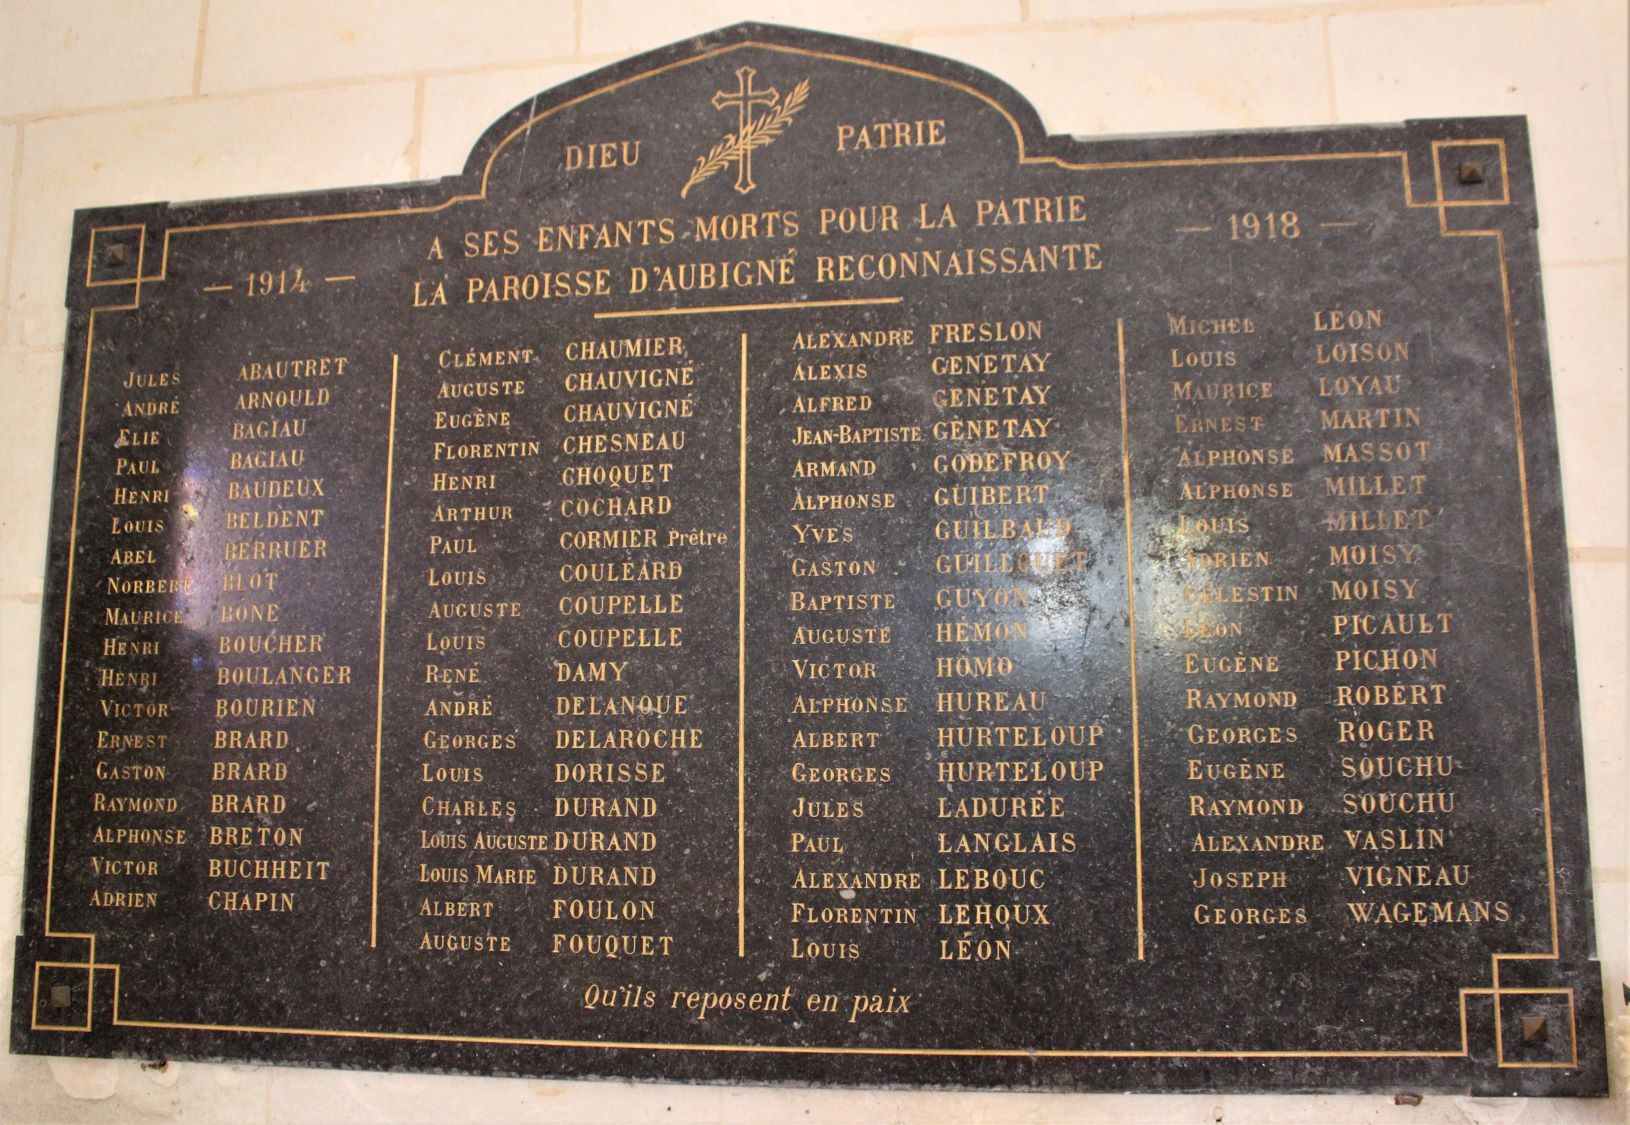 DIEU PATRIE
A SES ENFANTS MORTS POUR LA PATRIE
LA PAROISSE D'AUBIGNÉ RECONNAISSANTE
— 1914 —
— 1918 —
JULES ABAUTRET
ANDRÉ ARNOULD
ELIE BAGIAU
PAUL BAGIAU
HENRI BAUDEUX
LOUIS BELDENT
ABEL BERRUER
NORBERT BLOT
MAURICE BÔNE
HENRI BOUCHER
HENRI BOULANGER
VICTOR BOURIEN
ERNEST BRARD
GASTON BRARD
RAYMOND BRARD
ALPHONSE BRETON
VICTOR BUCHHEIT
ADRIEN CHAPIN
CLÉMENT CHAUMIER
AUGUSTE CHAUVIGNÉ
EUGÈNE CHAUVIGNÉ
FLORENTIN CHESNEAU
HENRI CHOQUET
ARTHUR COCHARD
PAUL CORMIER Prêtre
LOUIS COULÉARD
AUGUSTE COUPELLE
LOUIS COUPELLE
RENÉ DAMY
ANDRÉ DELANOUE
GEORGES DELAROCHE
LOUIS DORISSE
CHARLES DURAND
LOUIS AUGUSTE DURAND
LOUIS MARIE DURAND
ALBERT FOULON
AUGUSTE FOUQUET
ALEXANDRE FRESLON
ALEXIS GENETAY
ALFRED GENETAY
JEAN-BAPTISTE GENETAY
ARMAND GODEFROY
ALPHONSE GUIBERT
YVES GUILBAUD
GASTON GUILLOUET
BAPTISTE GUYON
AUGUSTE HÉMON
VICTOR HOMO
ALPHONSE HUREAU
ALBERT HURTELOUP
GEORGES HURTELOUP
JULES LADURÉE
PAUL LANGLAIS
ALEXANDRE LEBOUC
FLORENTIN LEHOUX
LOUIS LÉON
MICHEL LÉON
LOUIS LOISON
MAURICE LOYAU
ERNEST MARTIN
ALPHONSE MASSOT
ALPHONSE MILLET
LOUIS MILLET
ADRIEN MOISY
CÉLESTIN MOISY
LÉON PICAULT
EUGÈNE PICHON
RAYMOND ROBERT
GEORGES ROGER
EUGÈNE SOUCHU
RAYMOND SOUCHU
ALEXANDRE VASLIN
JOSEPH VIGNEAU
GEORGES WAGEMANS
Qu'ils reposent en paix